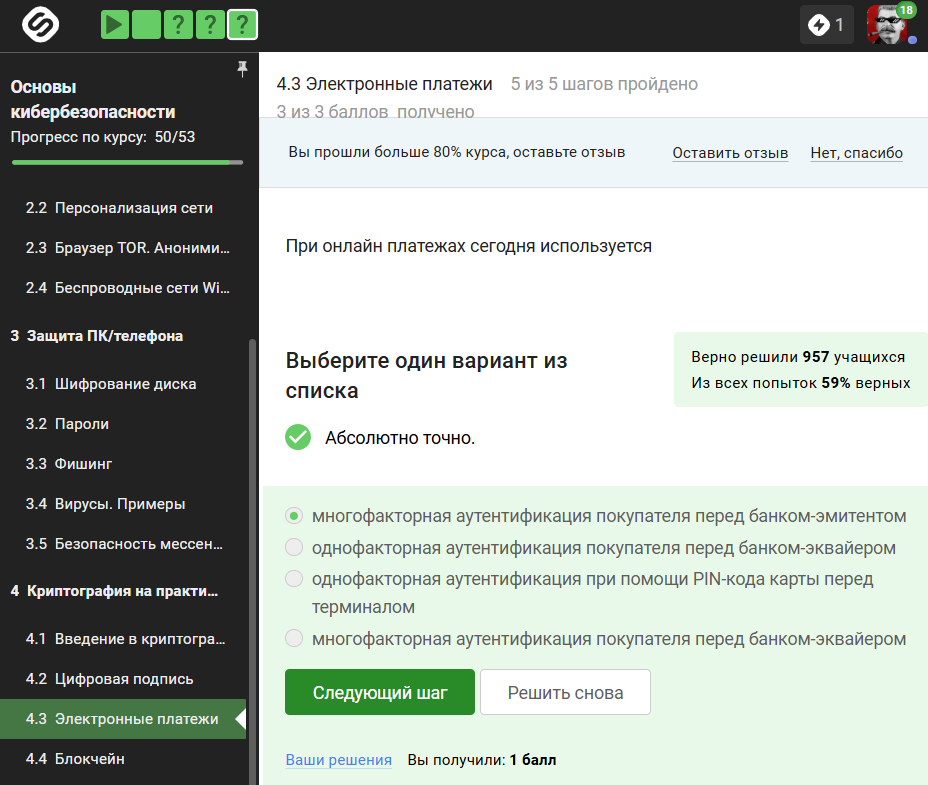 ? ? ?
1
18
Основы
кибербезопасности
Прогресс по курсу: 50/53
2.2 Персонализация сети
2.3 Браузер TOR. Аноними...
2.4 Беспроводные сети Wi...
3 Защита ПК/телефона
3.1 Шифрование диска
3.2 Пароли
3.3 Фишинг
3.4 Вирусы. Примеры
3.5 Безопасность мессен...
4 Криптография на практи...
4.1 Введение в криптогра...
4.2 Цифровая подпись
4.3 Электронные платежи
4.4 Блокчейн
4.3 Электронные платежи 5 из 5 шагов пройдено
3 из 3 баллов получено
Вы прошли больше 80% курса, оставьте отзыв Оставить отзыв Нет, спасибо
При онлайн платежах сегодня используется
Выберите один вариант из
списка
Верно решили 957 учащихся
Из всех попыток 59% верных
Абсолютно точно.
многофакторная аутентификация покупателя перед банком-эмитентом
однофакторная аутентификация покупателя перед банком-эквайером
однофакторная аутентификация при помощи PIN-кода карты перед
терминалом
многофакторная аутентификация покупателя перед банком-эквайером
Следующий шаг Решить снова
Ваши решения Вы получили: 1 балл